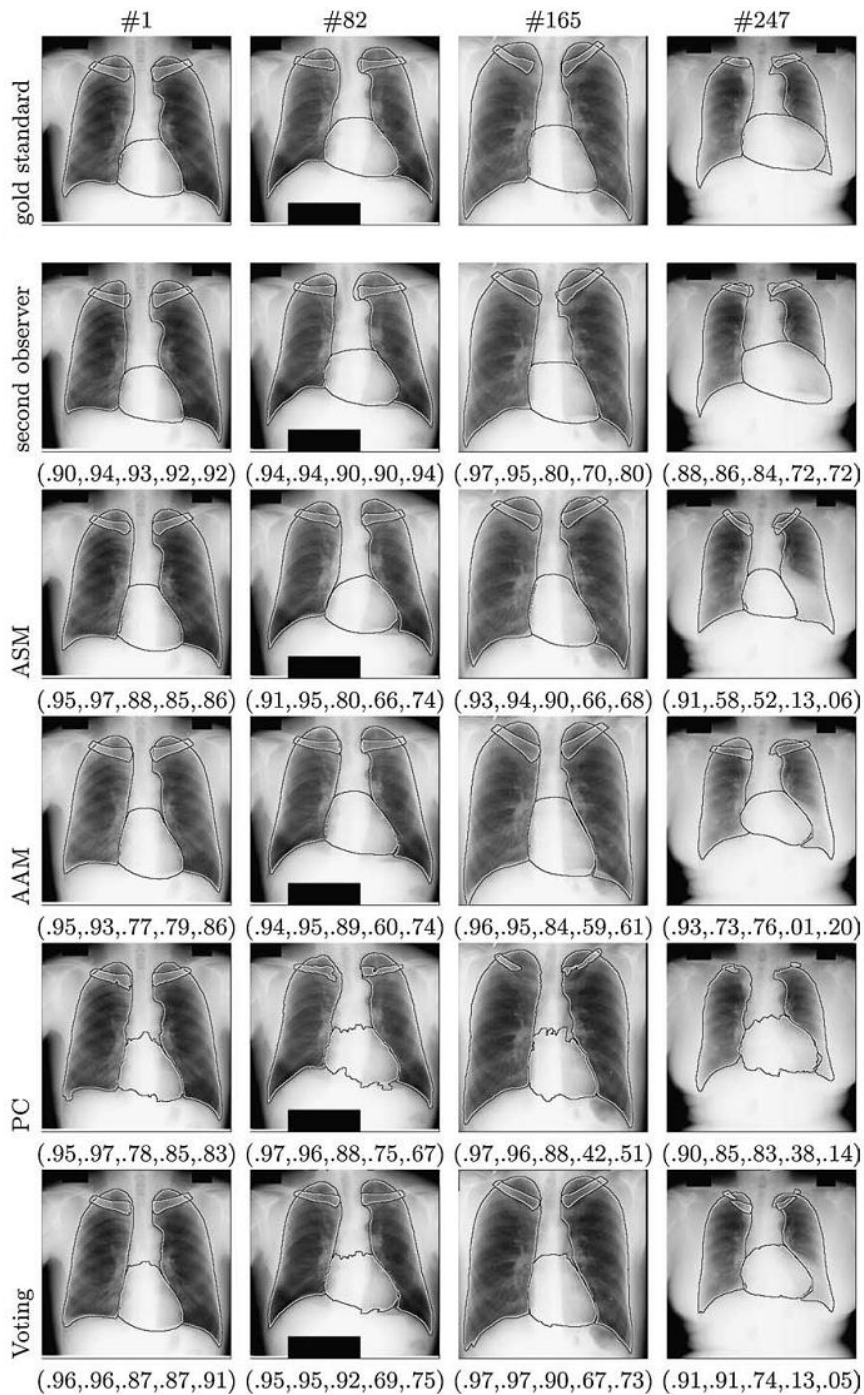 #1 #82 #165 #247
gold standard
second observer
(.90,.94,.93,.92,.92) (.94,.94,.90,.90,.94) (.97,.95,.80,.70,.80) (.88,.86,.84,.72,.72)
ASM
(.95,.97,.88,.85,.86) (.91,.95,.80,.66,.74) (.93,.94,.90,.66,.68) (.91,.58,.52,.13,.06)
AAM
(.95,.93,.77,.79,.86) (.94,.95,.89,.60,.74) (.96,.95,.84,.59,.61) (.93,.73,.76,.01,.20)
PC
(.95,.97,.78,.85,.83) (.97,.96,.88,.75,.67) (.97,.96,.88,.42,.51) (.90,.85,.83,.38,.14)
Voting
(.96,.96,.87,.87,.91) (.95,.95,.92,.69,.75) (.97,.97,.90,.67,.73) (.91,.91,.74,.13,.05)